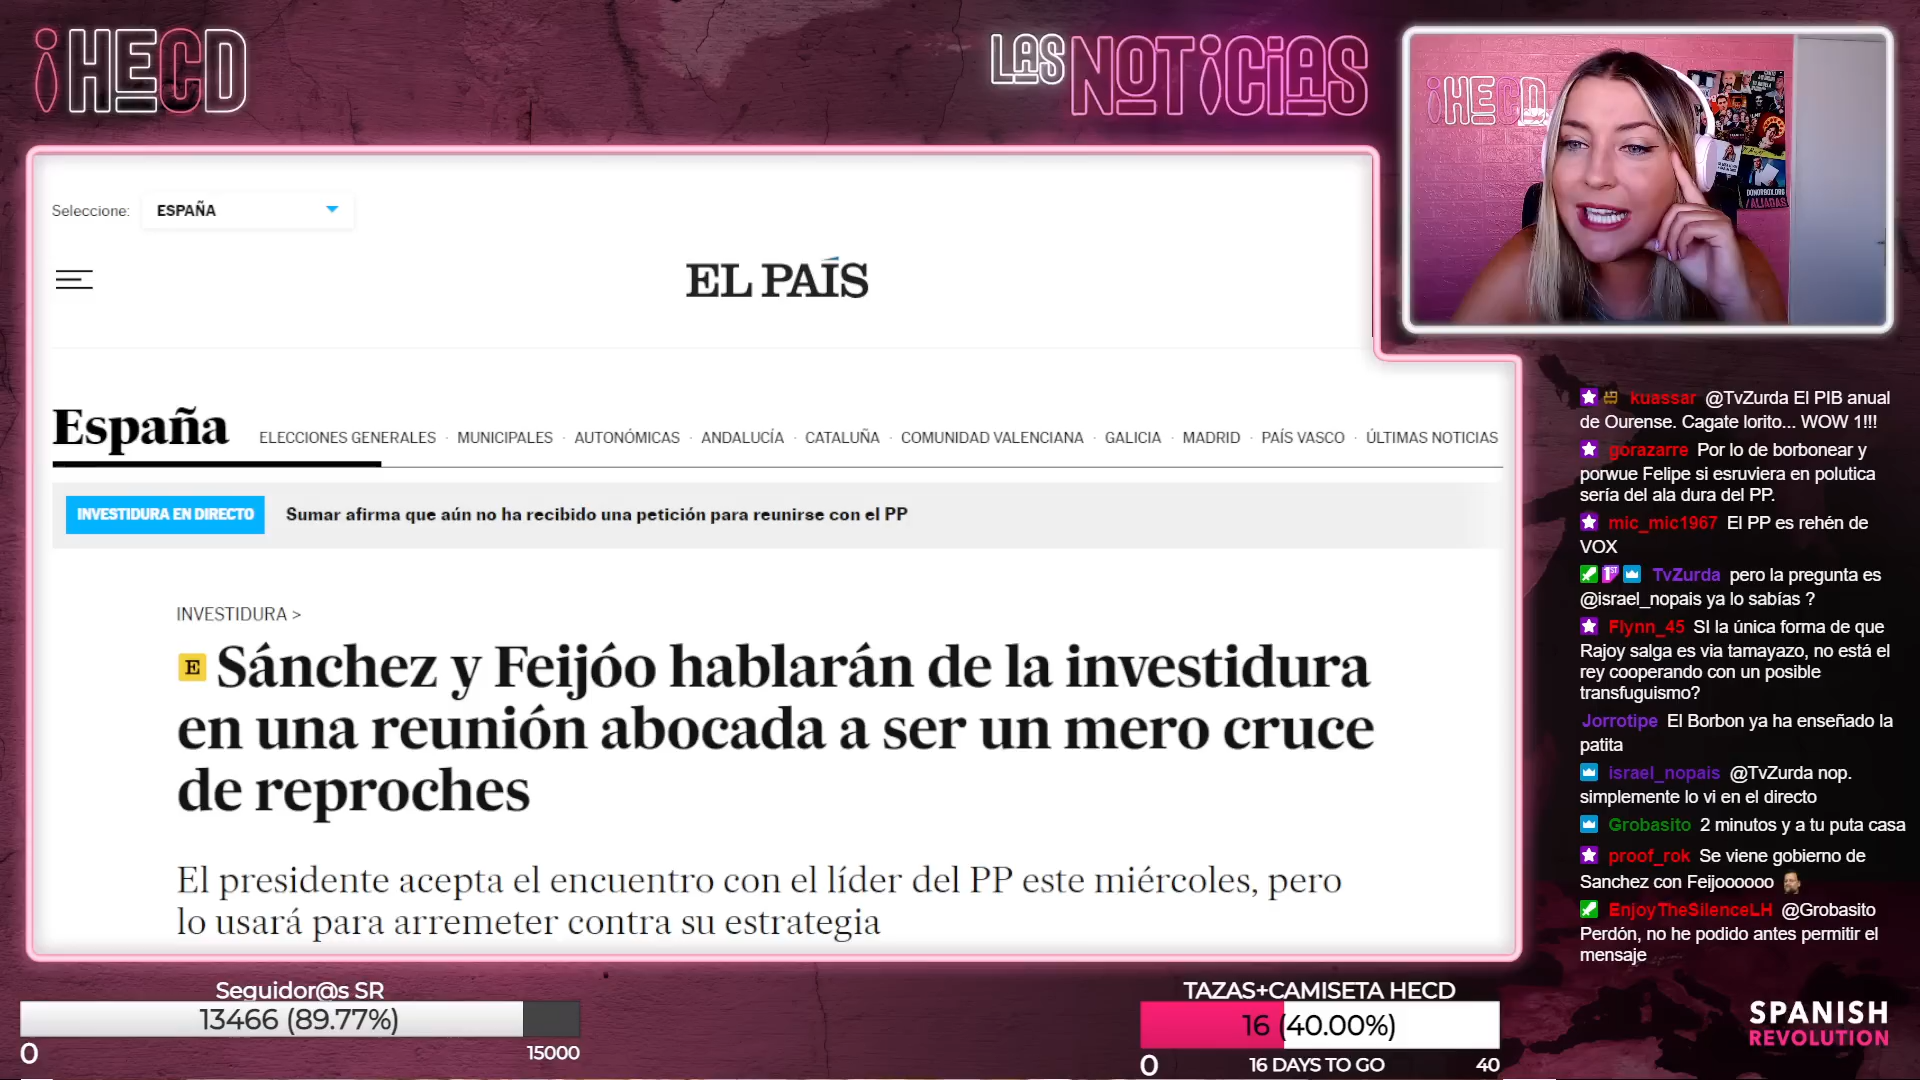 ¡HECD
LAS NOTICIAS
¡HECD
DONORBOX.ORG
/ALIADAS
Seleccione: ESPAÑA
EL PAÍS
España
ELECCIONES GENERALES · MUNICIPALES · AUTONÓMICAS · ANDALUCÍA · CATALUÑA · COMUNIDAD VALENCIANA · GALICIA · MADRID · PAÍS VASCO · ÚLTIMAS NOTICIAS
INVESTIDURA EN DIRECTO Sumar afirma que aún no ha recibido una petición para reunirse con el PP
INVESTIDURA >
E Sánchez y Feijóo hablarán de la investidura
en una reunión abocada a ser un mero cruce
de reproches
El presidente acepta el encuentro con el líder del PP este miércoles, pero
lo usará para arremeter contra su estrategia
kuassar @TvZurda El PIB anual
de Ourense. Cagate lorito... WOW 1!!!
gorazarre Por lo de borbonear y
porwue Felipe si esruviera en polutica
sería del ala dura del PP.
mic_mic1967 El PP es rehén de
VOX
1ST TvZurda pero la pregunta es
@israel_nopais ya lo sabías ?
Flynn_45 SI la única forma de que
Rajoy salga es via tamayazo, no está el
rey cooperando con un posible
transfuguismo?
Jorrotipe El Borbon ya ha enseñado la
patita
israel_nopais @TvZurda nop.
simplemente lo vi en el directo
Grobasito 2 minutos y a tu puta casa
proof_rok Se viene gobierno de
Sanchez con Feijoooooo
EnjoyTheSilenceLH @Grobasito
Perdón, no he podido antes permitir el
mensaje
Seguidor@s SR
13466 (89.77%)
0 15000
TAZAS+CAMISETA HECD
16 (40.00%)
0 16 DAYS TO GO 40
SPANISH
REVOLUTION